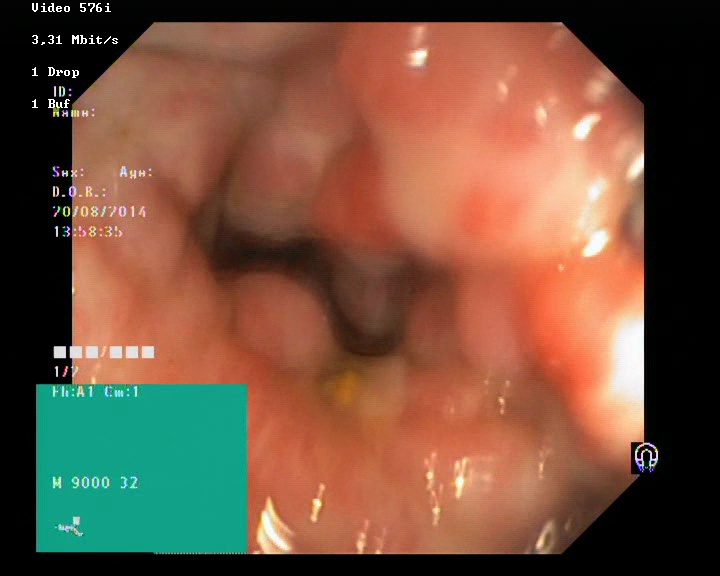 Video 576i
3,31 Mbit/s
1 Drop
ID:
1 Buf
Name:
Sex: Age:
D.O.B.:
20/08/2014
13:58:35
1/2
Eh:A1 Cm:1
M 9000 32